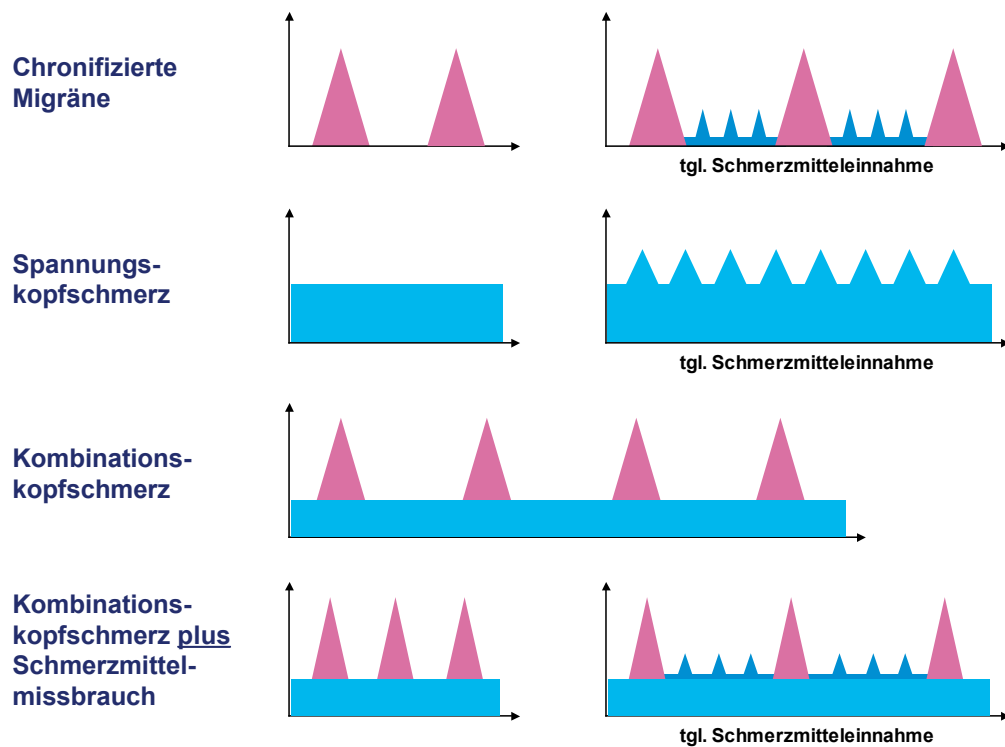 Chronifizierte
Migräne
tgl. Schmerzmitteleinnahme
Spannungs-
kopfschmerz
tgl. Schmerzmitteleinnahme
Kombinations-
kopfschmerz
Kombinations-
kopfschmerz plus
Schmerzmittel-
missbrauch
tgl. Schmerzmitteleinnahme